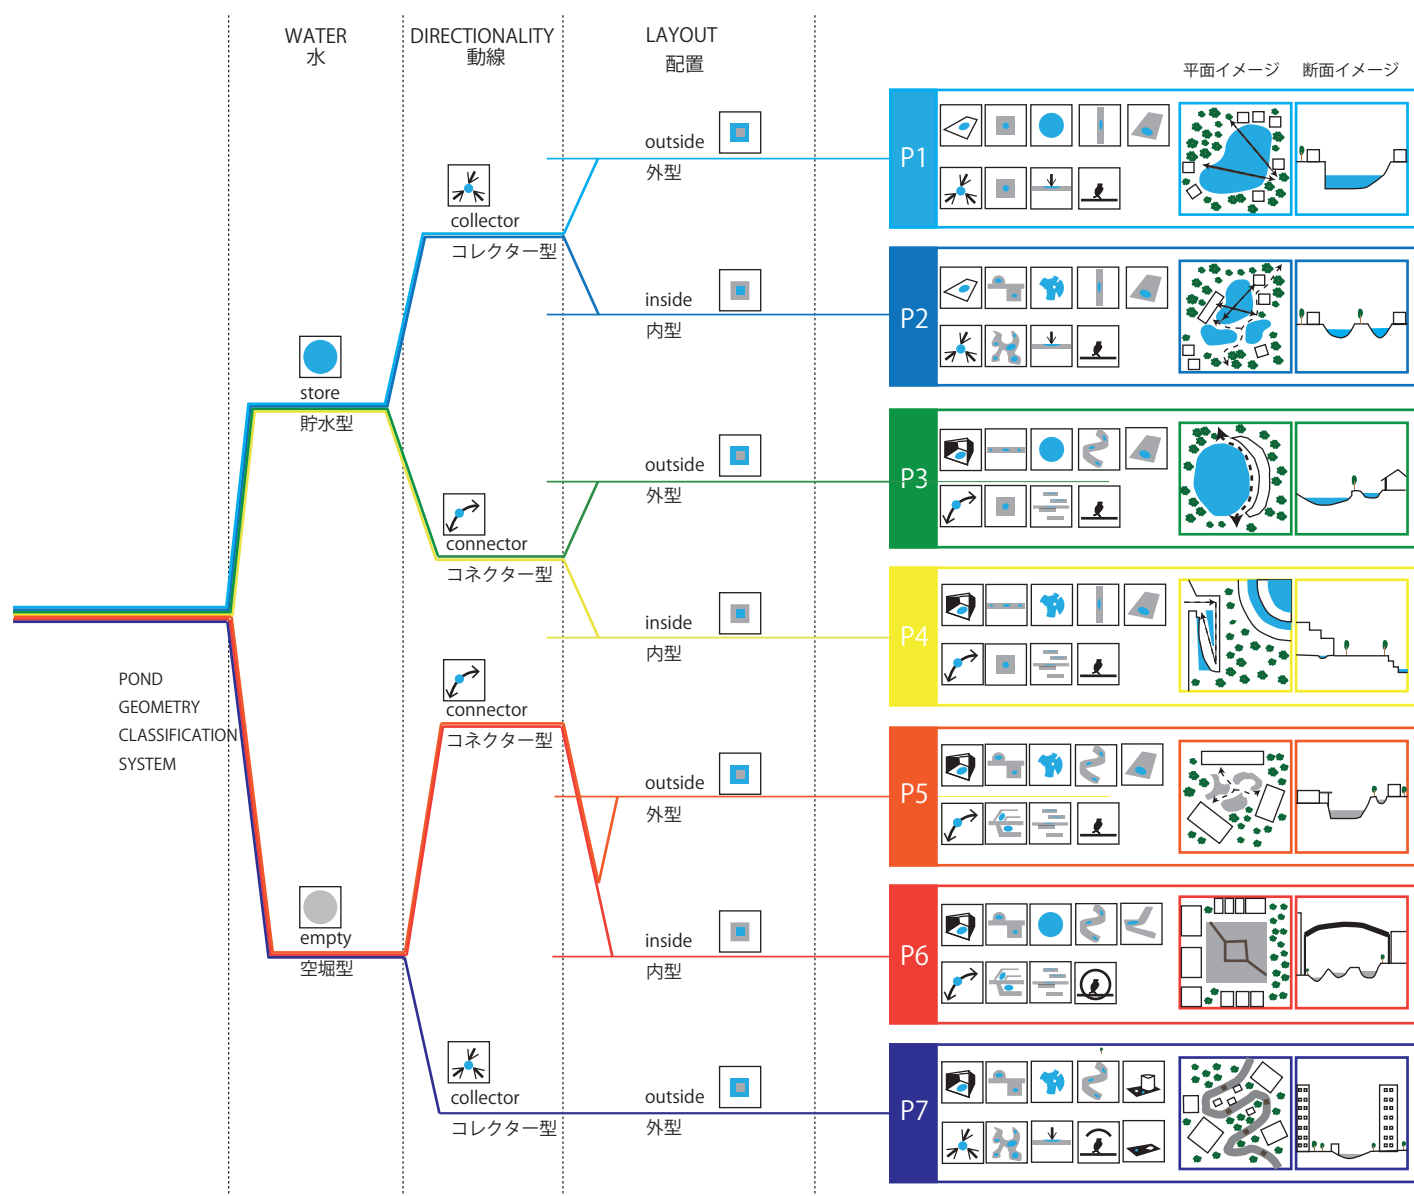 WATER
水
DIRECTIONALITY
動線
LAYOUT
配置
平面イメージ
断面イメージ
outside
外型
P1
collector
コレクター型
inside
内型
P2
store
貯水型
outside
外型
P3
connector
コネクター型
inside
内型
P4
POND
GEOMETRY
CLASSIFICATION
SYSTEM
connector
コネクター型
outside
外型
P5
empty
空堀型
inside
内型
P6
collector
コレクター型
outside
外型
P7